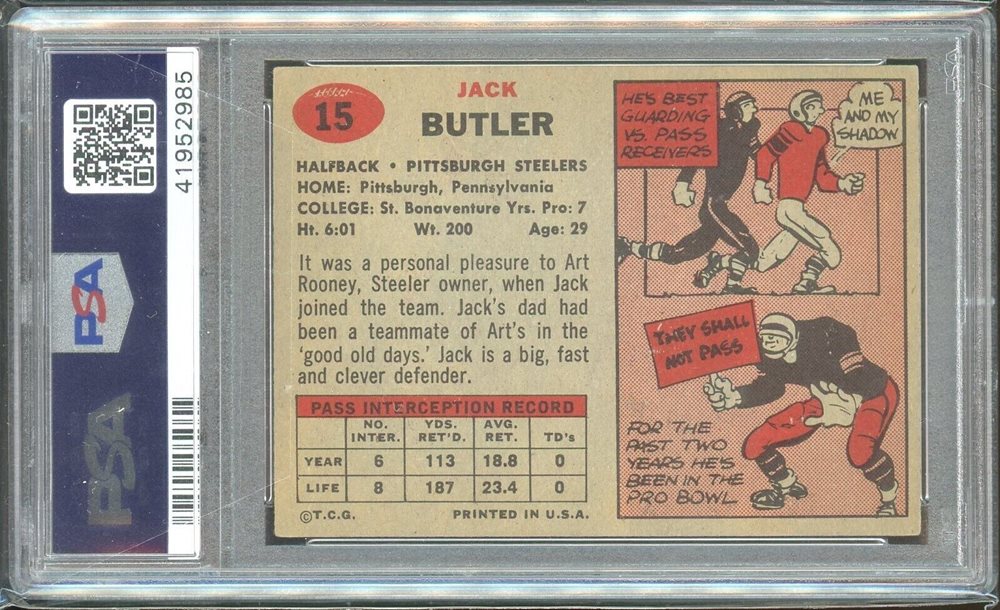 41952985
PSA
PSA
15
JACK
BUTLER
HALFBACK • PITTSBURGH STEELERS
HOME: Pittsburgh, Pennsylvania
COLLEGE: St. Bonaventure Yrs. Pro: 7
Ht. 6:01 Wt. 200 Age: 29
It was a personal pleasure to Art
Rooney, Steeler owner, when Jack
joined the team. Jack's dad had
been a teammate of Art's in the
'good old days.' Jack is a big, fast
and clever defender.
PASS INTERCEPTION RECORD
NO. INTER. YDS. RET'D. AVG. RET. TD's
YEAR 6 113 18.8 0
LIFE 8 187 23.4 0
©T.C.G. PRINTED IN U.S.A.
HE'S BEST
GUARDING
VS. PASS
RECEIVERS
ME
AND MY
SHADOW
THEY SHALL
NOT PASS
FOR THE
PAST TWO
YEARS HE'S
BEEN IN THE
PRO BOWL